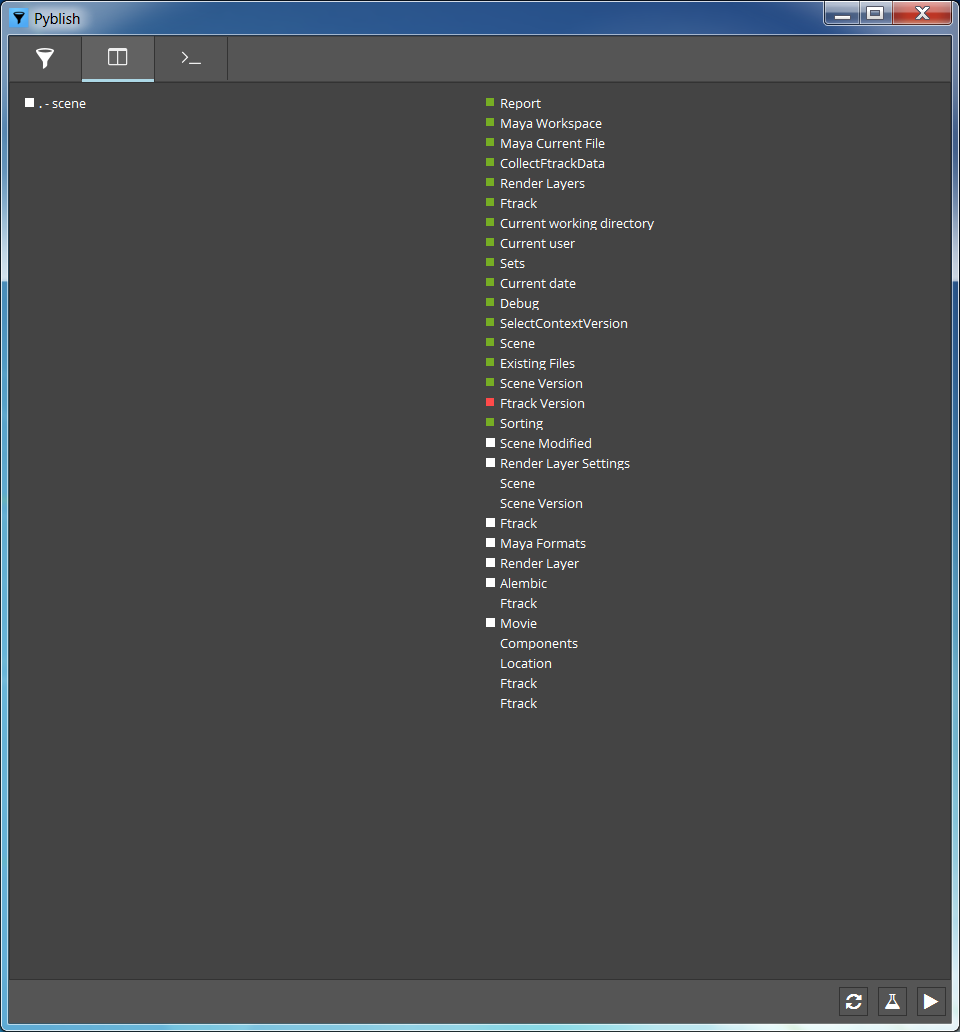 Pyblish
. - scene
Report
Maya Workspace
Maya Current File
CollectFtrackData
Render Layers
Ftrack
Current working directory
Current user
Sets
Current date
Debug
SelectContextVersion
Scene
Existing Files
Scene Version
Ftrack Version
Sorting
Scene Modified
Render Layer Settings
Scene
Scene Version
Ftrack
Maya Formats
Render Layer
Alembic
Ftrack
Movie
Components
Location
Ftrack
Ftrack